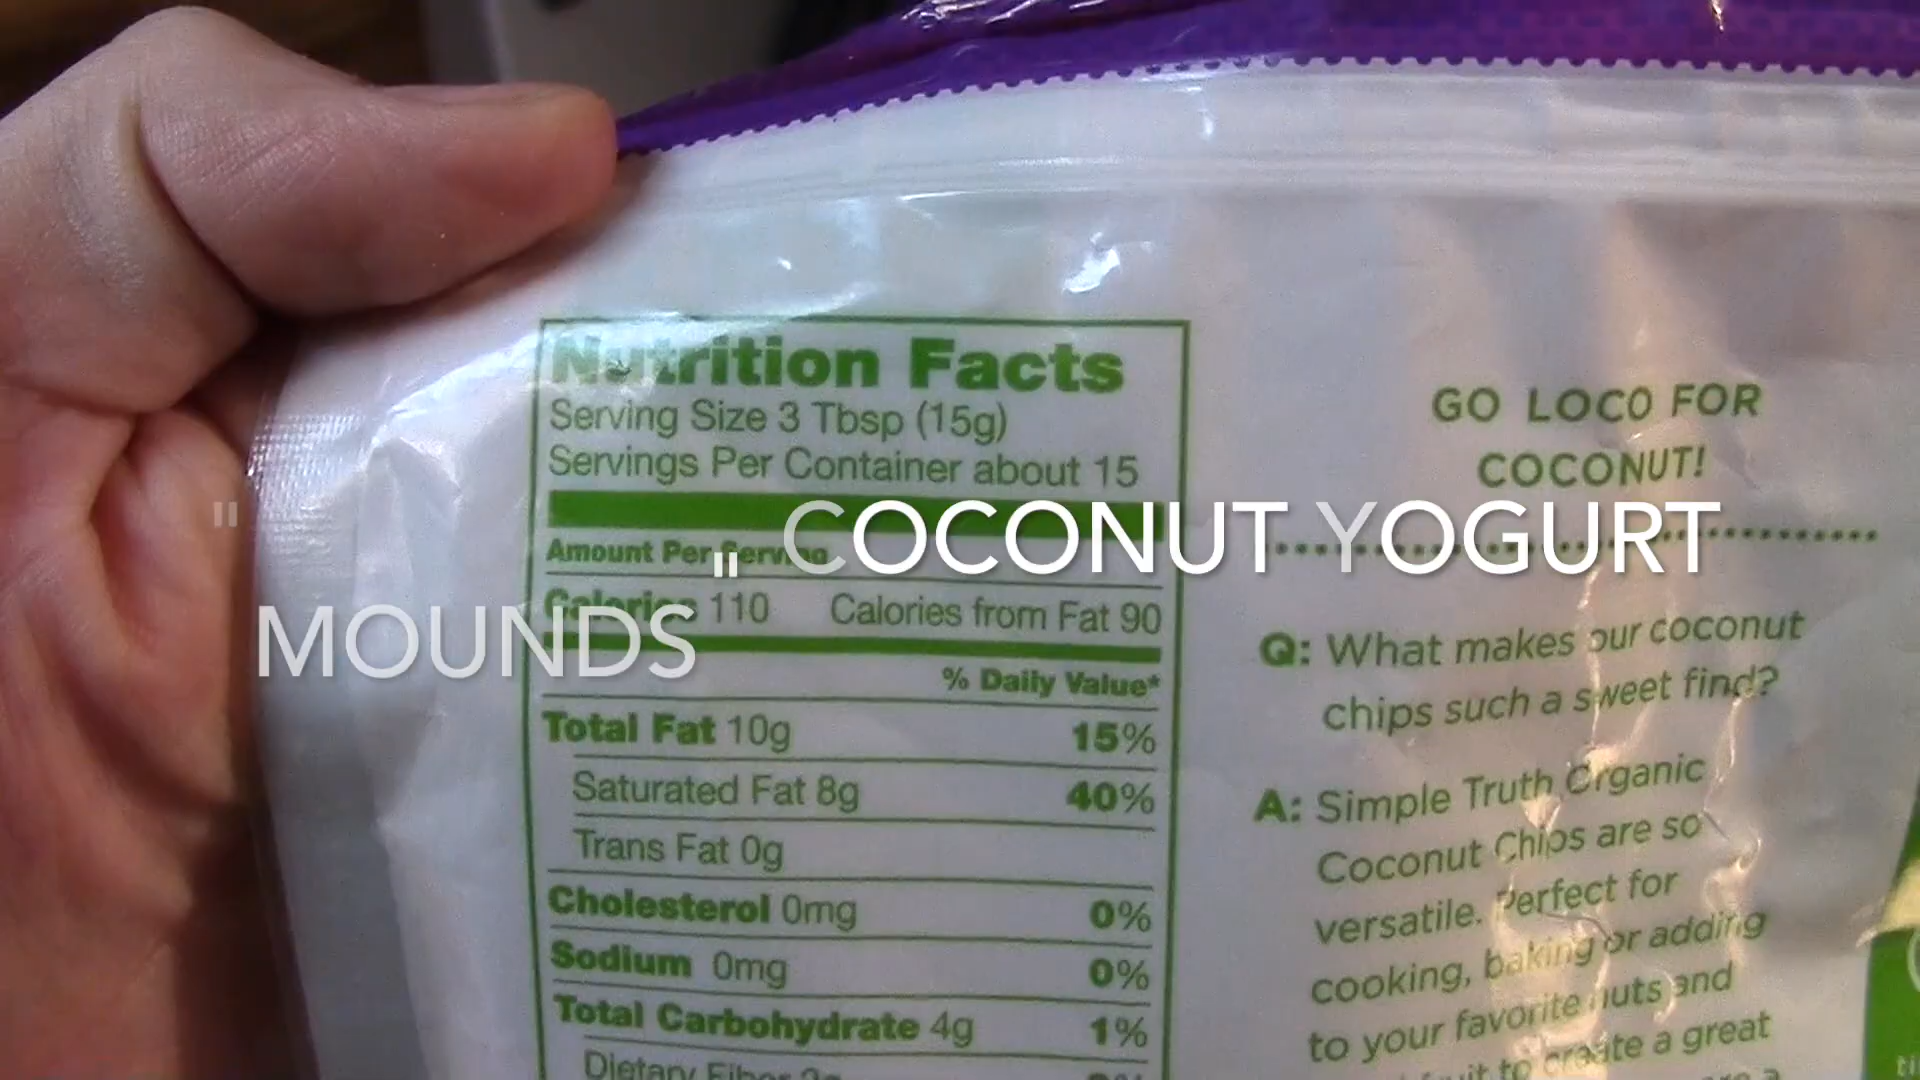 Nutrition Facts
Serving Size 3 Tbsp (15g)
Servings Per Container about 15
Amount Per Serving
Calories 110 Calories from Fat 90
% Daily Value*
Total Fat 10g 15%
Saturated Fat 8g 40%
Trans Fat 0g
Cholesterol 0mg 0%
Sodium 0mg 0%
Total Carbohydrate 4g 1%
Dietary Fiber
GO LOCO FOR
COCONUT!
Q: What makes our coconut
chips such a sweet find?
A: Simple Truth Organic
Coconut Chips are so
versatile. Perfect for
cooking, baking or adding
to your favorite nuts and
fruit to create a great
" " COCONUT YOGURT
MOUNDS